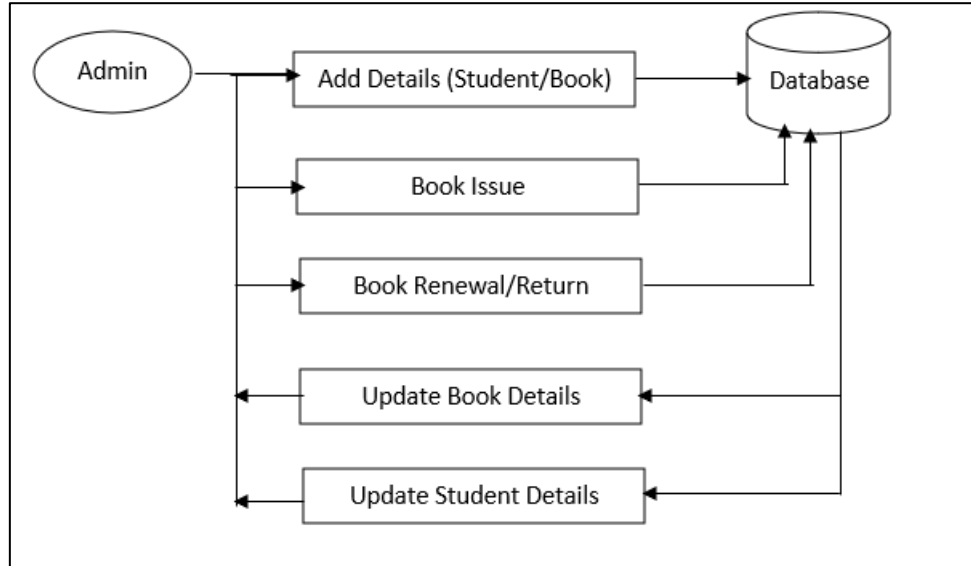 Admin
Add Details (Student/Book)
Database
Book Issue
Book Renewal/Return
Update Book Details
Update Student Details